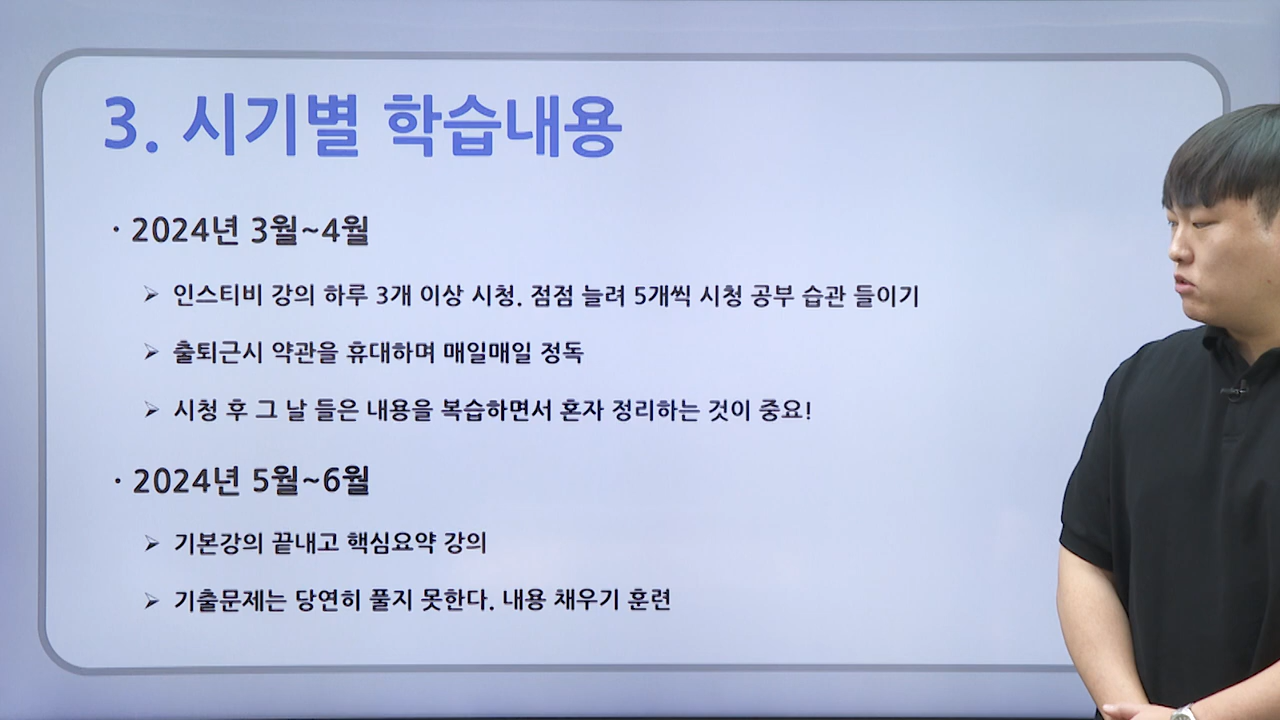 3. 시기별 학습내용
· 2024년 3월~4월
➢ 인스티비 강의 하루 3개 이상 시청. 점점 늘려 5개씩 시청 공부 습관 들이기
➢ 출퇴근시 약관을 휴대하며 매일매일 정독
➢ 시청 후 그 날 들은 내용을 복습하면서 혼자 정리하는 것이 중요!
· 2024년 5월~6월
➢ 기본강의 끝내고 핵심요약 강의
➢ 기출문제는 당연히 풀지 못한다. 내용 채우기 훈련